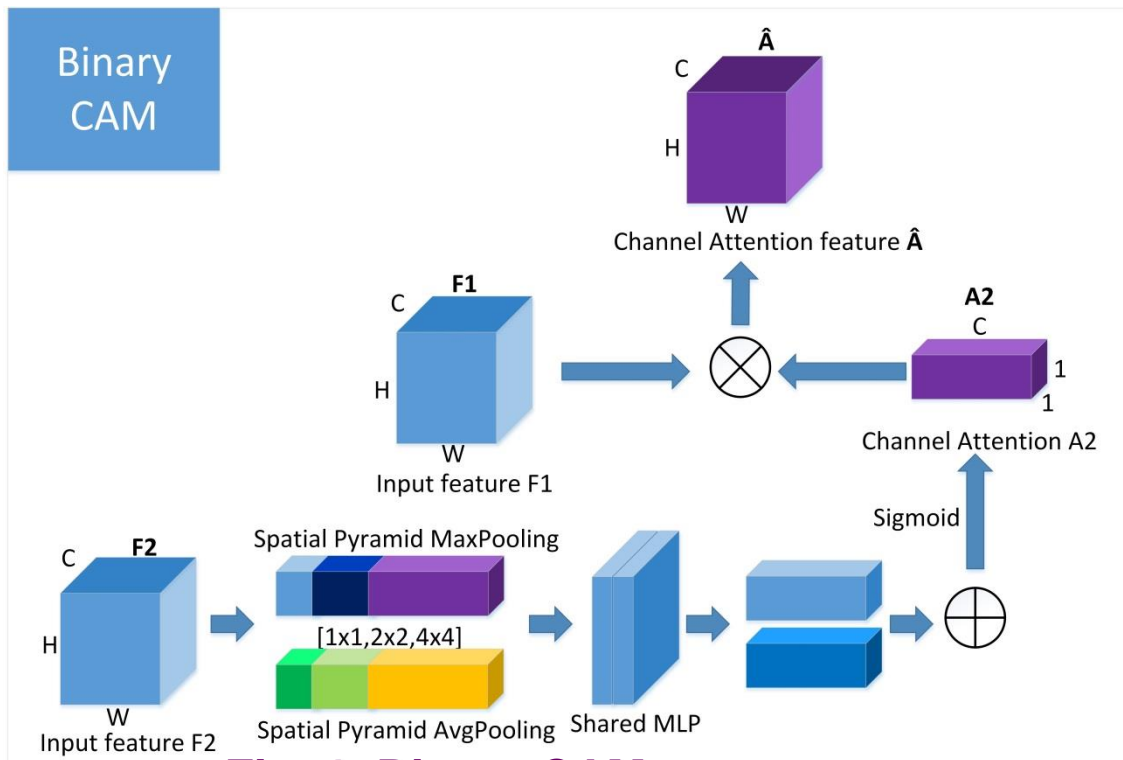 Binary
CAM
Â
C
H
W
Channel Attention feature Â
F1
C
H
W
Input feature F1
A2
C
1
1
Channel Attention A2
Sigmoid
F2
C
H
W
Input feature F2
Spatial Pyramid MaxPooling
[1x1,2x2,4x4]
Spatial Pyramid AvgPooling
Shared MLP